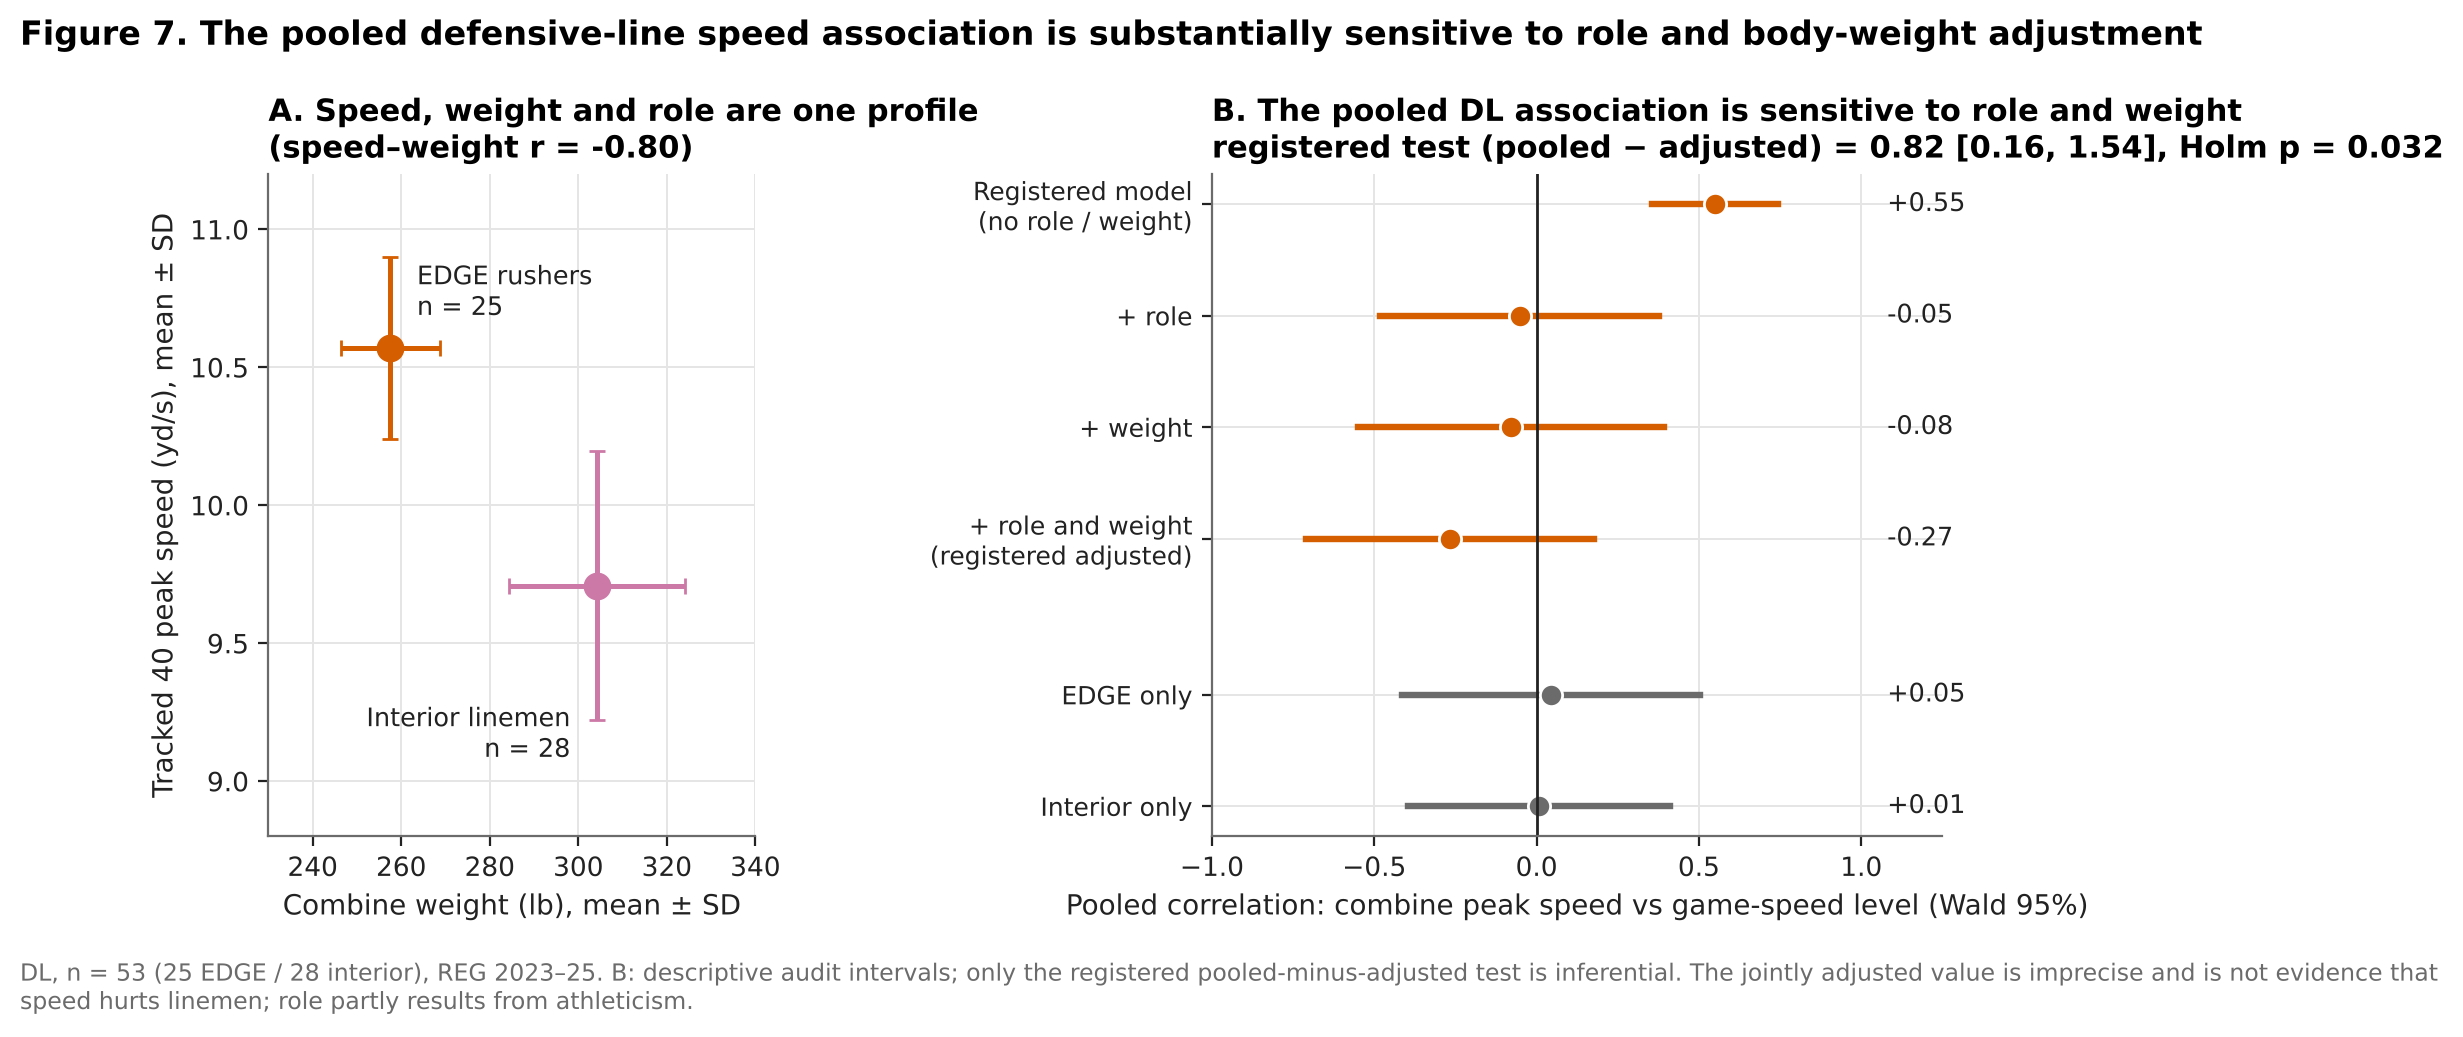 Figure 7. The pooled defensive-line speed association is substantially sensitive to role and body-weight adjustment
A. Speed, weight and role are one profile
(speed–weight r = -0.80)
Tracked 40 peak speed (yd/s), mean ± SD
11.0
10.5
10.0
9.5
9.0
EDGE rushers
n = 25
Interior linemen
n = 28
240 260 280 300 320 340
Combine weight (lb), mean ± SD
B. The pooled DL association is sensitive to role and weight
registered test (pooled − adjusted) = 0.82 [0.16, 1.54], Holm p = 0.032
Registered model
(no role / weight)
+0.55
+ role
-0.05
+ weight
-0.08
+ role and weight
(registered adjusted)
-0.27
EDGE only
+0.05
Interior only
+0.01
−1.0 −0.5 0.0 0.5 1.0
Pooled correlation: combine peak speed vs game-speed level (Wald 95%)
DL, n = 53 (25 EDGE / 28 interior), REG 2023–25. B: descriptive audit intervals; only the registered pooled-minus-adjusted test is inferential. The jointly adjusted value is imprecise and is not evidence that
speed hurts linemen; role partly results from athleticism.